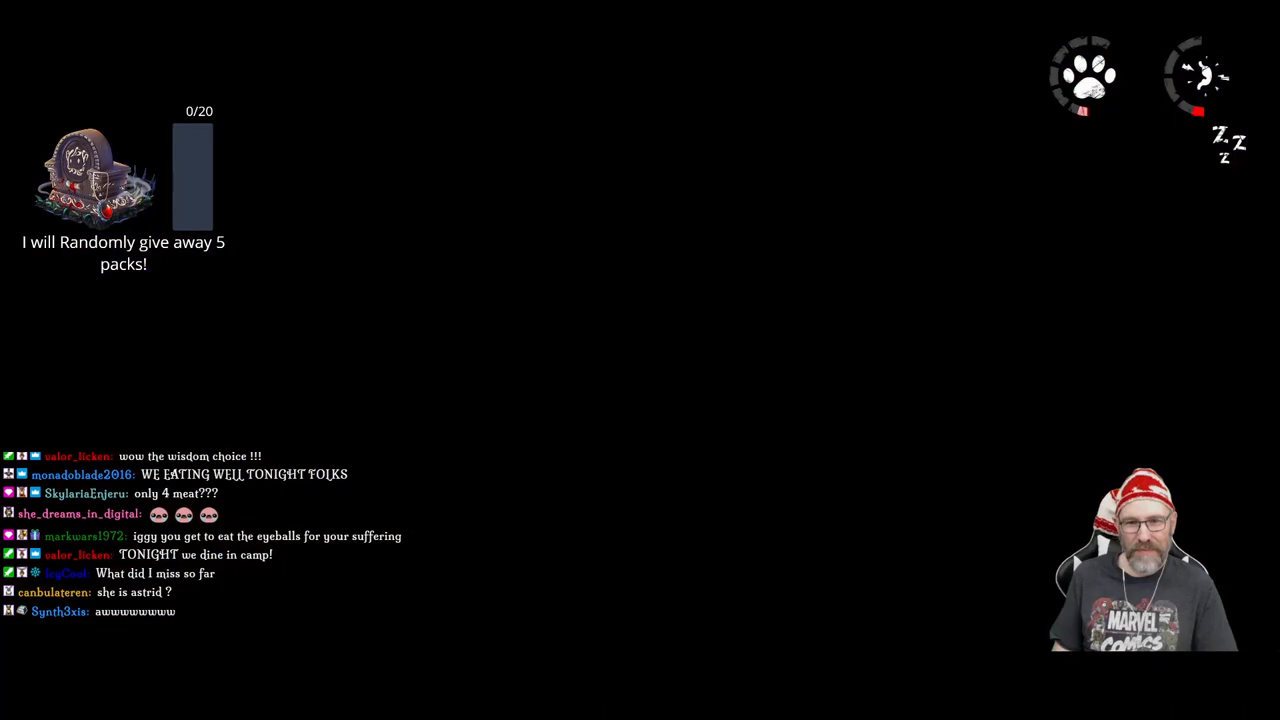 0/20
I will Randomly give away 5
packs!
Z Z
z
valor_licken: wow the wisdom choice !!!
monadoblade2016: WE EATING WELL TONIGHT FOLKS
SkylariaEnjeru: only 4 meat???
she_dreams_in_digital:
markwars1972: iggy you get to eat the eyeballs for your suffering
valor_licken: TONIGHT we dine in camp!
IcyCool: What did I miss so far
canbulateren: she is astrid ?
Synth3xis: awwwwwwww
MARVEL
COMICS